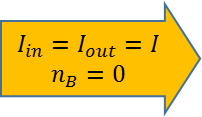 I_in = I_out = I
n_B = 0